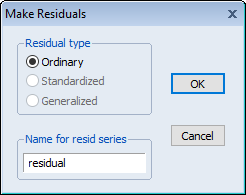 Make Residuals
Residual type
Ordinary
Standardized
Generalized
OK
Name for resid series
residual
Cancel